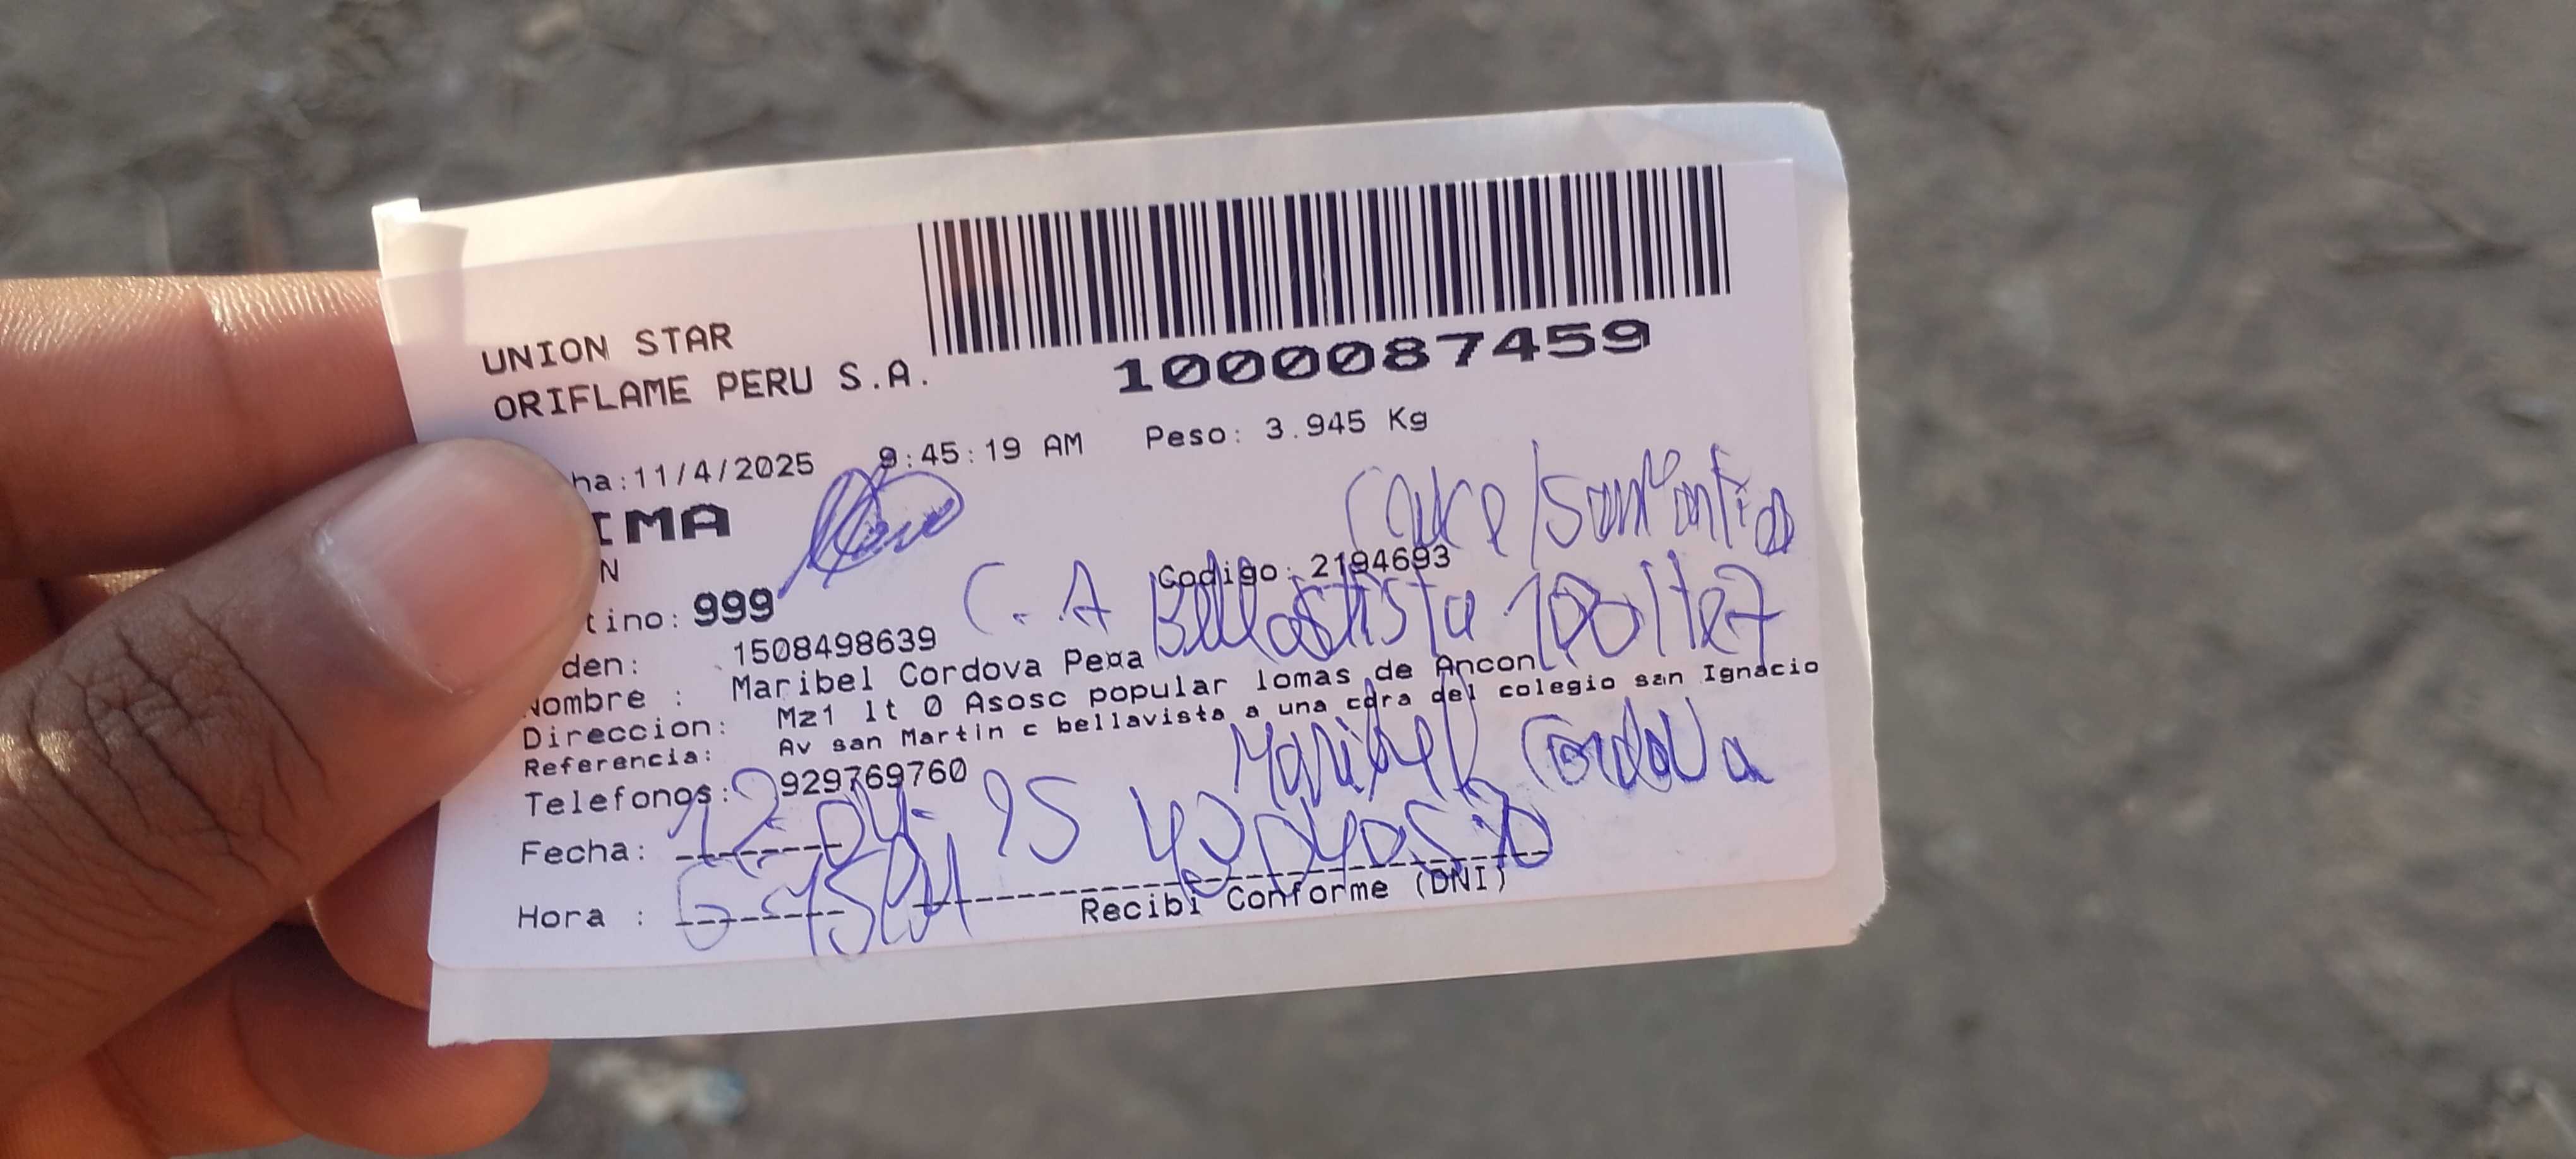 UNION STAR
ORIFLAME PERU S.A.
1000087459
ha:11/4/2025 9:45:19 AM Peso: 3.945 Kg
IMA
N
Codigo: 2194693
tino: 999
C. A Bellavista
den: 1508498639
Nombre : Maribel Cordova Pe¤a
Direccion: Mz1 lt 0 Asosc popular lomas de Ancon
Referencia: Av san Martin c bellavista a una cdra del colegio san Ignacio
Telefonos: 929769760
Maribel Cordova
Fecha: 12-04-25
Hora :
Recibi Conforme (DNI)